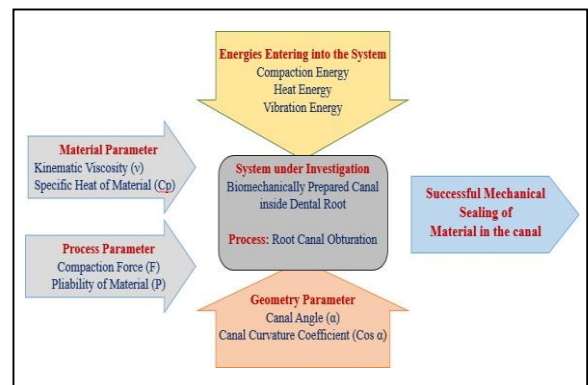 Energies Entering into the System
Compaction Energy
Heat Energy
Vibration Energy
Material Parameter
Kinematic Viscosity (ν)
Specific Heat of Material (Cp)
System under Investigation
Biomechanically Prepared Canal
inside Dental Root
Process: Root Canal Obturation
Successful Mechanical
Sealing of
Material in the canal
Process Parameter
Compaction Force (F)
Pliability of Material (P)
Geometry Parameter
Canal Angle (α)
Canal Curvature Coefficient (Cos α)